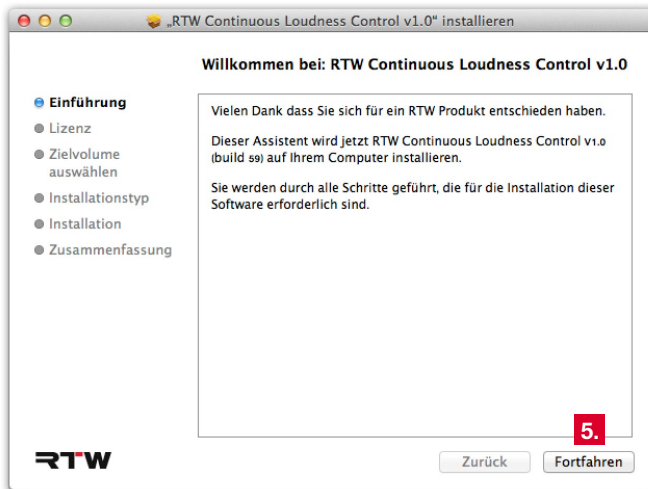 „RTW Continuous Loudness Control v1.0“ installieren
Willkommen bei: RTW Continuous Loudness Control v1.0
Einführung
Lizenz
Zielvolume
auswählen
Installationstyp
Installation
Zusammenfassung
Vielen Dank dass Sie sich für ein RTW Produkt entschieden haben.
Dieser Assistent wird jetzt RTW Continuous Loudness Control v1.0
(build 59) auf Ihrem Computer installieren.
Sie werden durch alle Schritte geführt, die für die Installation dieser
Software erforderlich sind.
5.
RTW
Zurück
Fortfahren